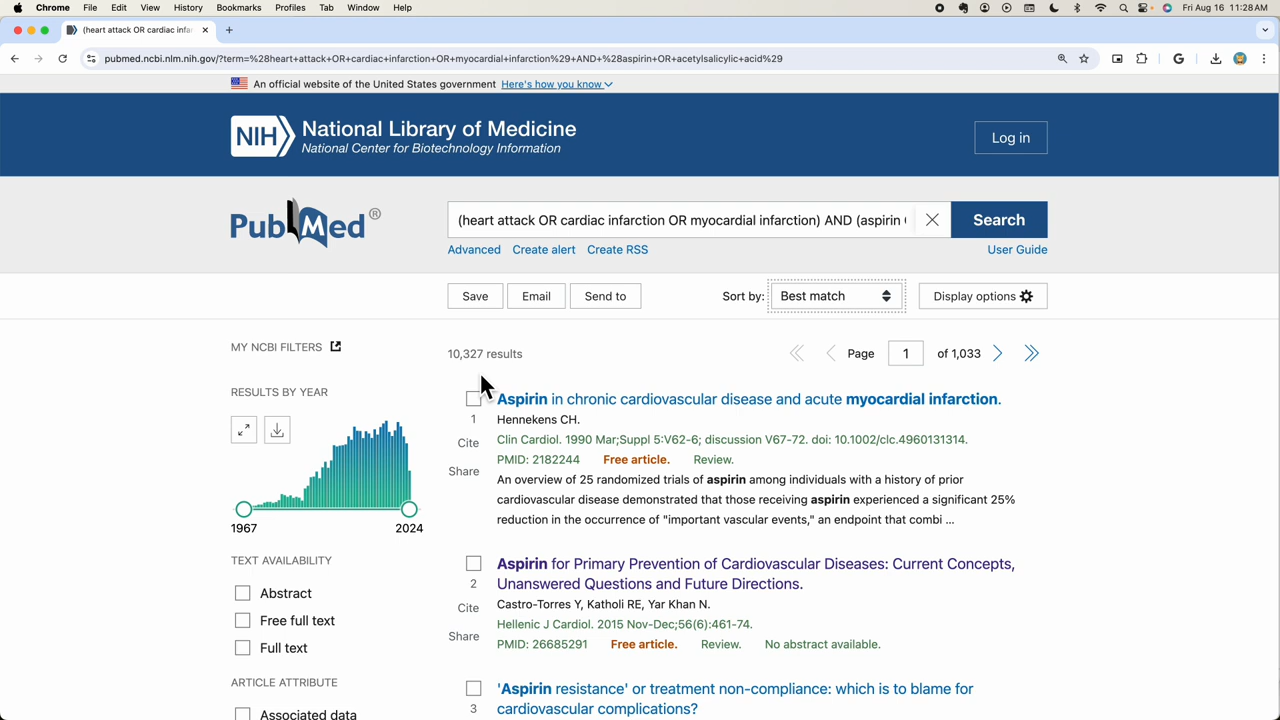 Chrome File Edit View History Bookmarks Profiles Tab Window Help Fri Aug 16 11:28 AM
(heart attack OR cardiac infar
pubmed.ncbi.nlm.nih.gov/?term=%28heart+attack+OR+cardiac+infarction+OR+myocardial+infarction%29+AND+%28aspirin+OR+acetylsalicylic+acid%29
An official website of the United States government Here's how you know
NIH National Library of Medicine
National Center for Biotechnology Information
Log in
PubMed®
(heart attack OR cardiac infarction OR myocardial infarction) AND (aspirin
Search
Advanced Create alert Create RSS User Guide
Save Email Send to Sort by: Best match Display options
MY NCBI FILTERS
10,327 results
Page 1 of 1,033
RESULTS BY YEAR
1967 2024
TEXT AVAILABILITY
Abstract
Free full text
Full text
ARTICLE ATTRIBUTE
Associated data
Aspirin in chronic cardiovascular disease and acute myocardial infarction.
1 Hennekens CH.
Cite Clin Cardiol. 1990 Mar;Suppl 5:V62-6; discussion V67-72. doi: 10.1002/clc.4960131314.
Share PMID: 2182244 Free article. Review.
An overview of 25 randomized trials of aspirin among individuals with a history of prior
cardiovascular disease demonstrated that those receiving aspirin experienced a significant 25%
reduction in the occurrence of "important vascular events," an endpoint that combi ...
Aspirin for Primary Prevention of Cardiovascular Diseases: Current Concepts,
2 Unanswered Questions and Future Directions.
Cite Castro-Torres Y, Katholi RE, Yar Khan N.
Hellenic J Cardiol. 2015 Nov-Dec;56(6):461-74.
Share PMID: 26685291 Free article. Review. No abstract available.
'Aspirin resistance' or treatment non-compliance: which is to blame for
3 cardiovascular complications?